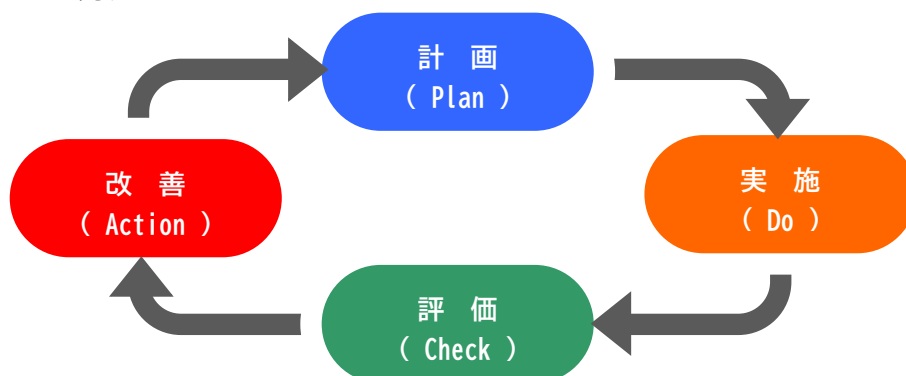 計 画
( Plan )
実 施
( Do )
改 善
( Action )
評 価
( Check )